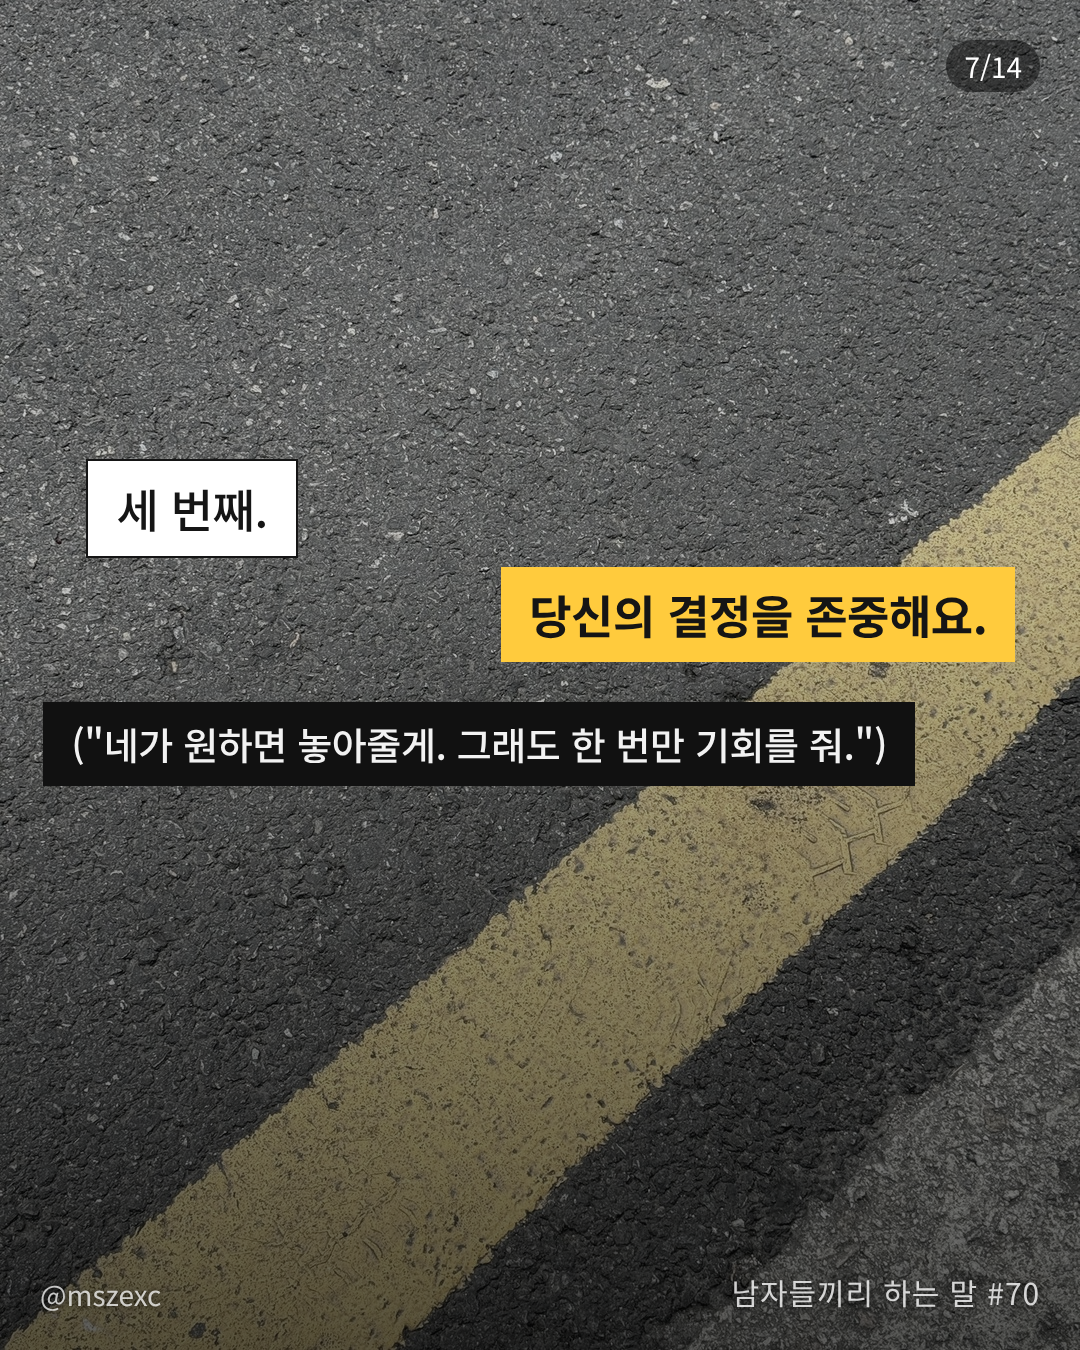 7/14
세 번째.
당신의 결정을 존중해요.
("네가 원하면 놓아줄게. 그래도 한 번만 기회를 줘.")
@mszexc
남자들끼리 하는 말 #70